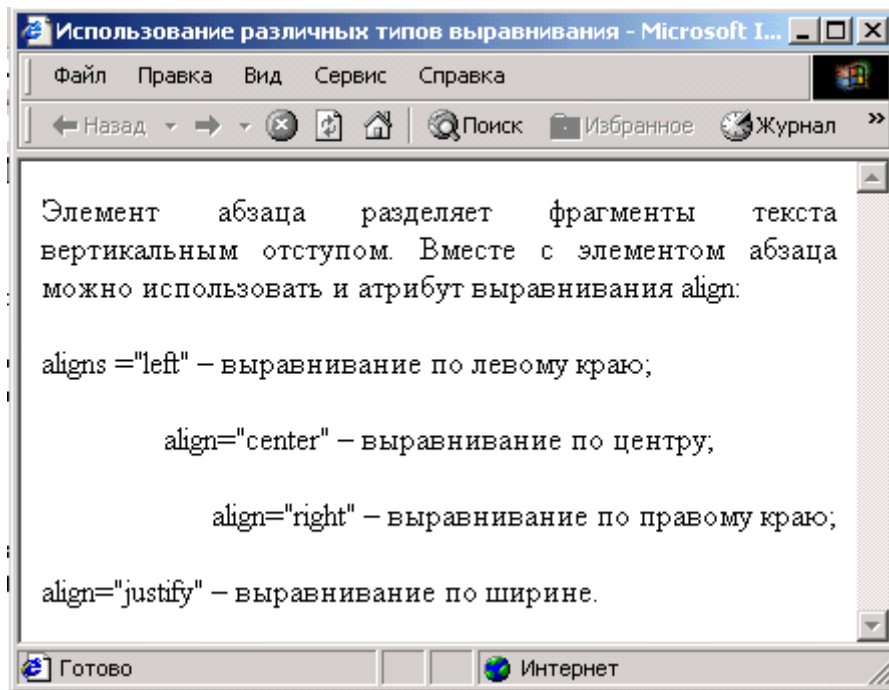 Использование различных типов выравнивания - Microsoft I...
Файл Правка Вид Сервис Справка
Назад Поиск Избранное Журнал »
Элемент абзаца разделяет фрагменты текста
вертикальным отступом. Вместе с элементом абзаца
можно использовать и атрибут выравнивания align:
aligns ="left" – выравнивание по левому краю;
align="center" – выравнивание по центру;
align="right" – выравнивание по правому краю;
align="justify" – выравнивание по ширине.
Готово Интернет